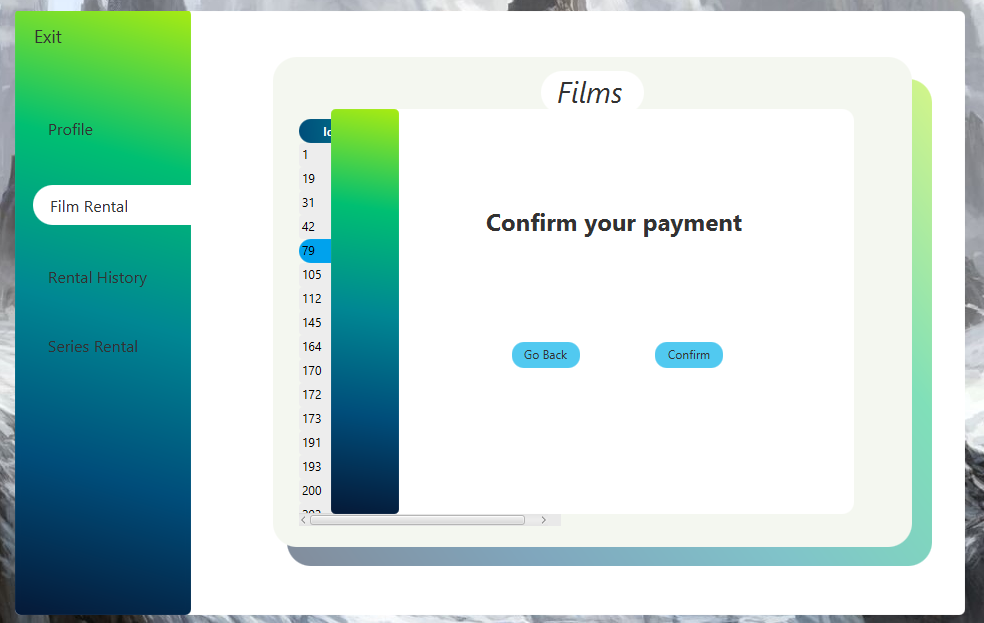 Exit
Profile
Film Rental
Rental History
Series Rental
Films
1
19
31
42
79
105
112
145
164
170
172
173
191
193
200
Confirm your payment
Go Back
Confirm